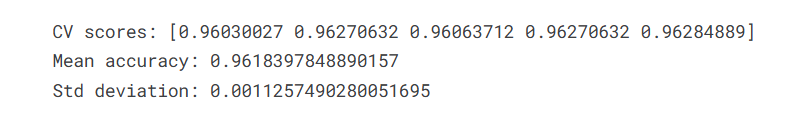 CV scores: [0.96030027 0.96270632 0.96063712 0.96270632 0.96284889]
Mean accuracy: 0.9618397848890157
Std deviation: 0.0011257490280051695